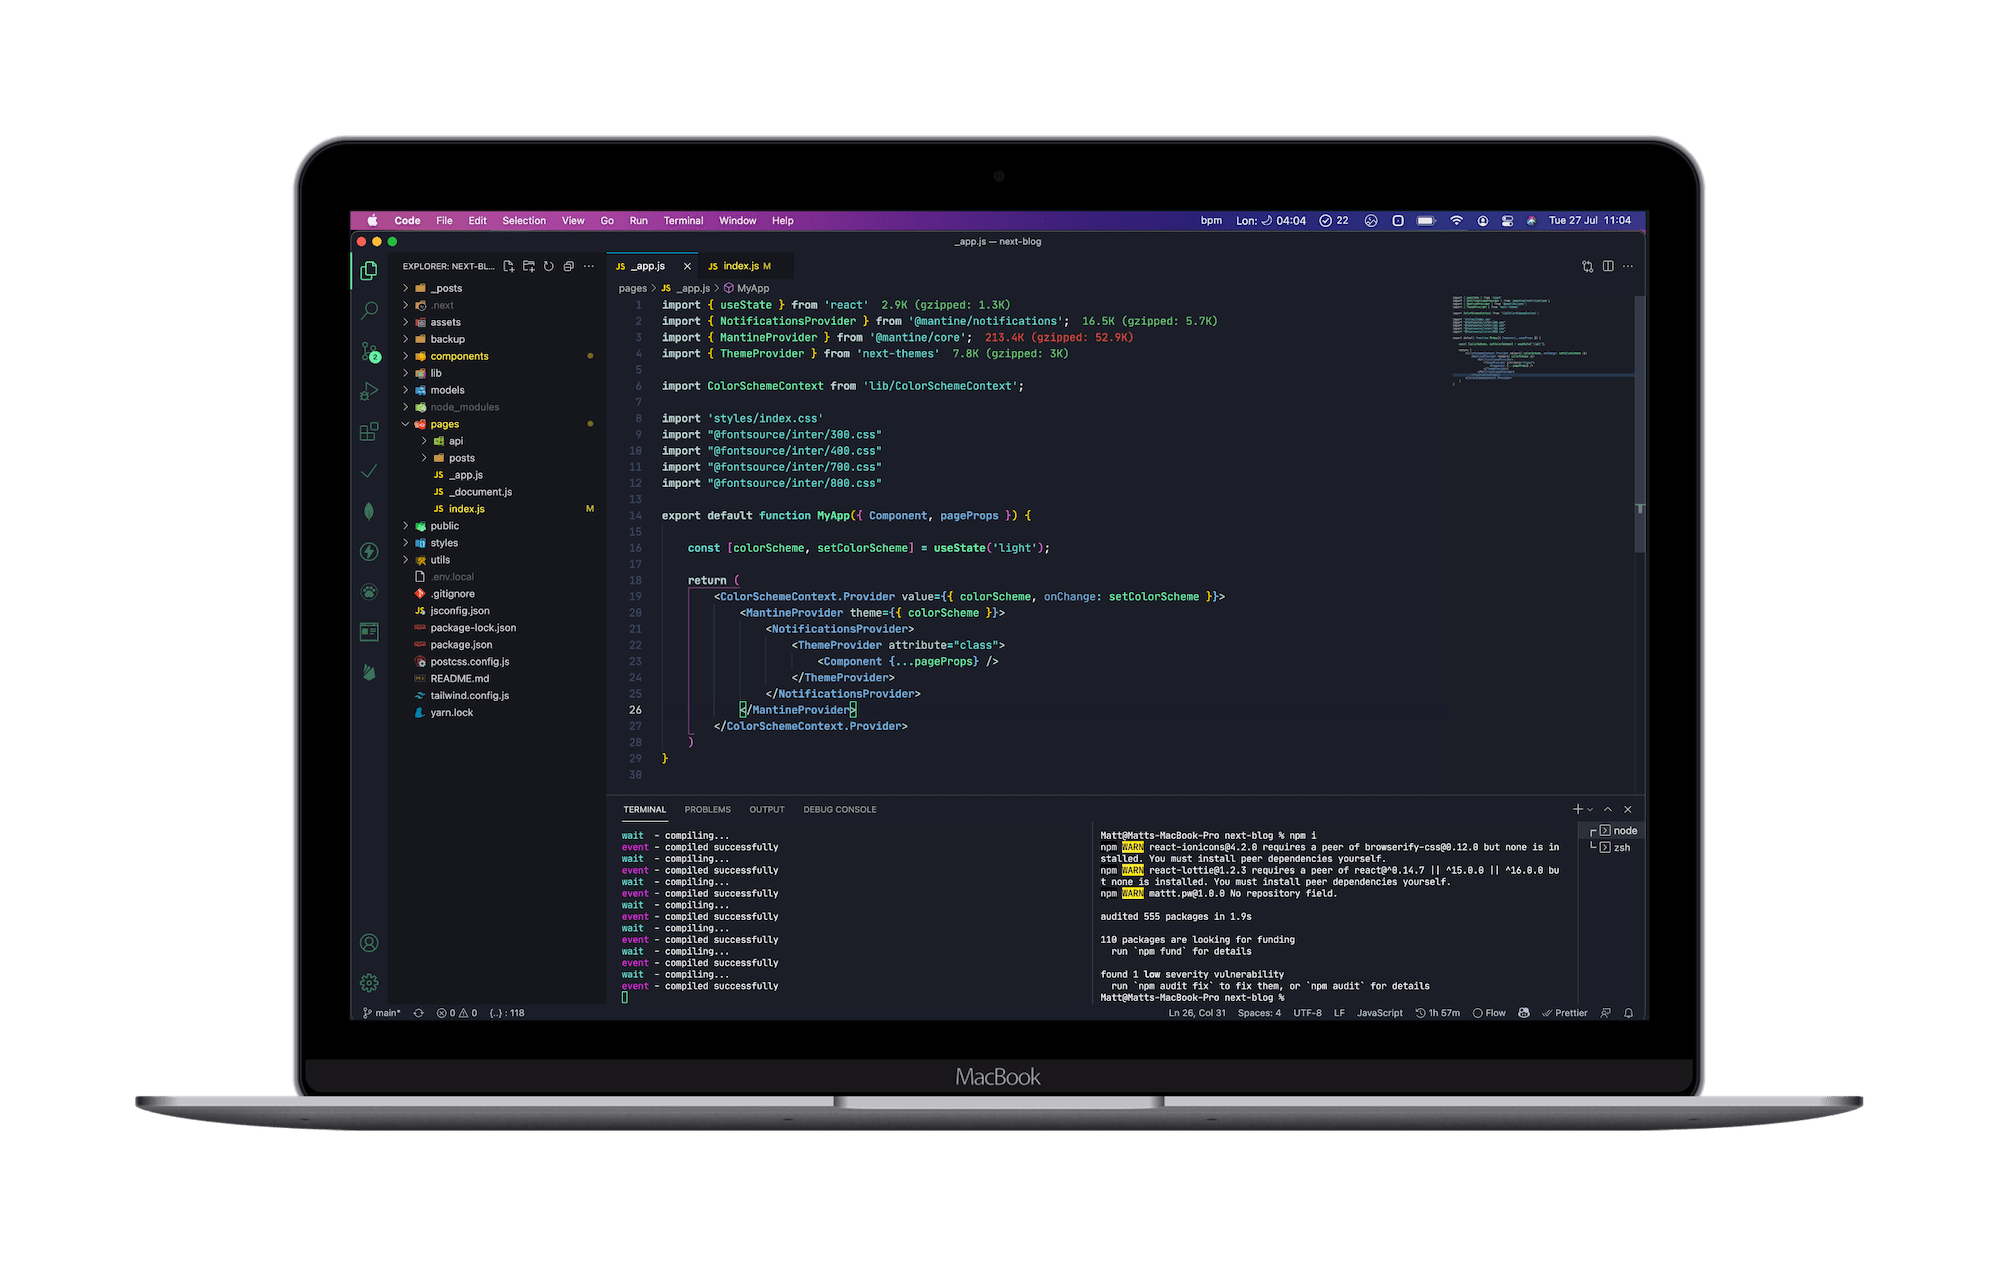 Code File Edit Selection View Go Run Terminal Window Help
bpm Lon: 04:04 22 Tue 27 Jul 11:04
_app.js — next-blog
EXPLORER: NEXT-BL...
_posts
.next
assets
backup
components
lib
models
node_modules
pages
api
posts
JS _app.js
JS _document.js
JS index.js M
public
styles
utils
.env.local
.gitignore
JS jsconfig.json
package-lock.json
package.json
postcss.config.js
README.md
tailwind.config.js
yarn.lock
2
JS _app.js
JS index.js M
pages > JS _app.js > MyApp
1 import { useState } from 'react' 2.9K (gzipped: 1.3K)
2 import { NotificationsProvider } from '@mantine/notifications'; 16.5K (gzipped: 5.7K)
3 import { MantineProvider } from '@mantine/core'; 213.4K (gzipped: 52.9K)
4 import { ThemeProvider } from 'next-themes' 7.8K (gzipped: 3K)
5
6 import ColorSchemeContext from 'lib/ColorSchemeContext';
7
8 import 'styles/index.css'
9 import "@fontsource/inter/300.css"
10 import "@fontsource/inter/400.css"
11 import "@fontsource/inter/700.css"
12 import "@fontsource/inter/800.css"
13
14 export default function MyApp({ Component, pageProps }) {
15
16 const [colorScheme, setColorScheme] = useState('light');
17
18 return (
19 <ColorSchemeContext.Provider value={{ colorScheme, onChange: setColorScheme }}>
20 <MantineProvider theme={{ colorScheme }}>
21 <NotificationsProvider>
22 <ThemeProvider attribute="class">
23 <Component {...pageProps} />
24 </ThemeProvider>
25 </NotificationsProvider>
26 </MantineProvider>
27 </ColorSchemeContext.Provider>
28 )
29 }
30
TERMINAL PROBLEMS OUTPUT DEBUG CONSOLE
wait - compiling...
event - compiled successfully
wait - compiling...
event - compiled successfully
wait - compiling...
event - compiled successfully
wait - compiling...
event - compiled successfully
wait - compiling...
event - compiled successfully
wait - compiling...
event - compiled successfully
wait - compiling...
event - compiled successfully
Matt@Matts-MacBook-Pro next-blog % npm i
npm WARN react-ionicons@4.2.0 requires a peer of browserify-css@0.12.0 but none is in
stalled. You must install peer dependencies yourself.
npm WARN react-lottie@1.2.3 requires a peer of react@^0.14.7 || ^15.0.0 || ^16.0.0 bu
t none is installed. You must install peer dependencies yourself.
npm WARN mattt.pw@1.0.0 No repository field.
audited 555 packages in 1.9s
110 packages are looking for funding
run `npm fund` for details
found 1 low severity vulnerability
run `npm audit fix` to fix them, or `npm audit` for details
Matt@Matts-MacBook-Pro next-blog %
node
zsh
main* 0 0 {..} : 118
Ln 26, Col 31 Spaces: 4 UTF-8 LF JavaScript 1h 57m Flow Prettier
MacBook